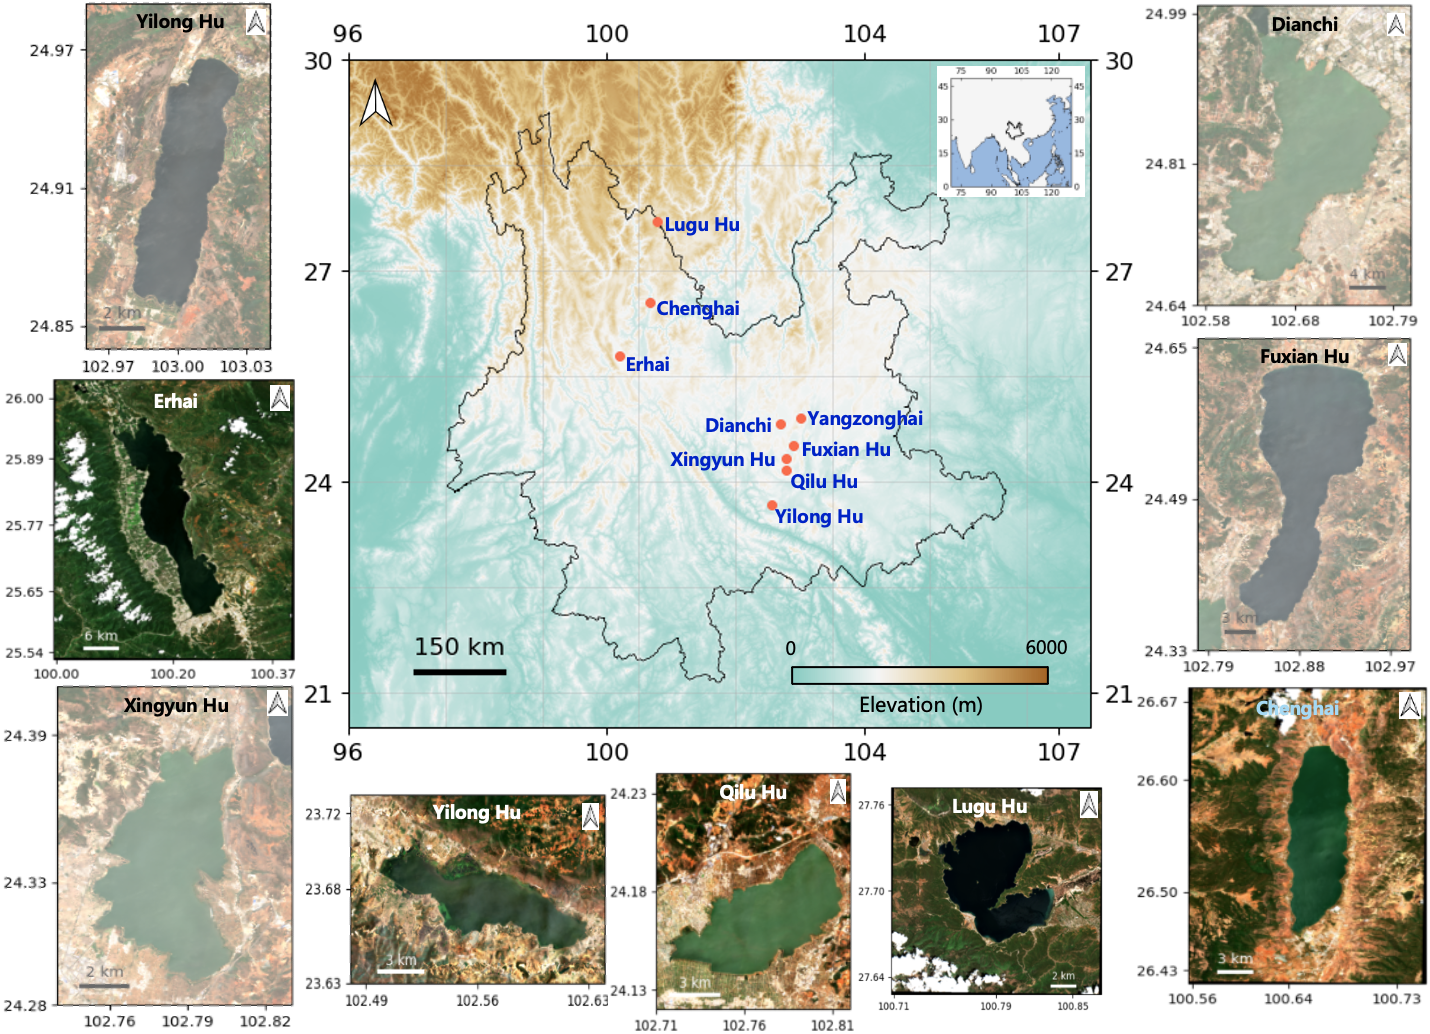 Yilong Hu
24.97
24.91
24.85
2 km
102.97 103.00 103.03
Erhai
26.00
25.89
25.77
25.65
25.54
6 km
100.00 100.20 100.37
Xingyun Hu
24.39
24.33
24.28
2 km
102.76 102.79 102.82
96 100 104 107
30 30
27 27
24 24
21 21
96 100 104 107
75 90 105 120
45 45
30 30
15 15
0 0
75 90 105 120
Lugu Hu
Chenghai
Erhai
Dianchi
Yangzonghai
Xingyun Hu
Fuxian Hu
Qilu Hu
Yilong Hu
150 km
0 6000
Elevation (m)
Yilong Hu
23.72
23.68
23.63
3 km
102.49 102.56 102.63
Qilu Hu
24.23
24.18
24.13
3 km
102.71 102.76 102.81
Lugu Hu
27.76
27.70
27.64
2 km
100.71 100.79 100.85
Dianchi
24.99
24.81
24.64
4 km
102.58 102.68 102.79
Fuxian Hu
24.65
24.49
24.33
3 km
102.79 102.88 102.97
Chenghai
26.67
26.60
26.50
26.43
3 km
100.56 100.64 100.73